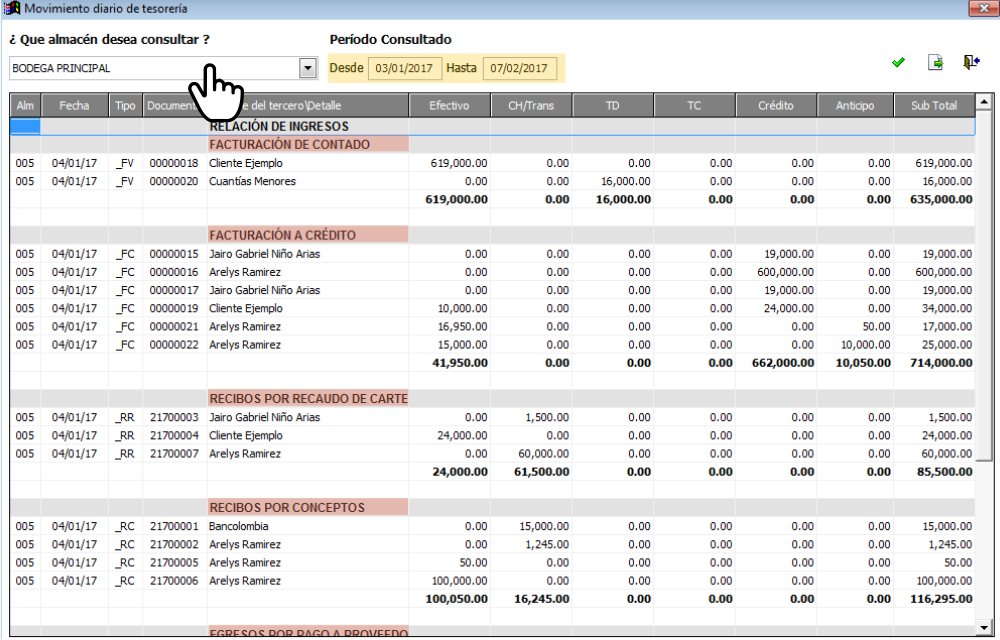 Movimiento diario de tesorería
¿ Que almacén desea consultar ?
Período Consultado
BODEGA PRINCIPAL
Desde 03/01/2017 Hasta 07/02/2017
Alm Fecha Tipo del tercero\Detalle Efectivo CH/Trans TD TC Crédito Anticipo Sub Total
RELACIÓN DE INGRESOS
FACTURACIÓN DE CONTADO
005 04/01/17 _FV 00000018 Cliente Ejemplo 619,000.00 0.00 0.00 0.00 0.00 0.00 619,000.00
005 04/01/17 _FV 00000020 Cuantías Menores 0.00 0.00 16,000.00 0.00 0.00 0.00 16,000.00
619,000.00 0.00 16,000.00 0.00 0.00 0.00 635,000.00
FACTURACIÓN A CRÉDITO
005 04/01/17 _FC 00000015 Jairo Gabriel Niño Arias 0.00 0.00 0.00 0.00 19,000.00 0.00 19,000.00
005 04/01/17 _FC 00000016 Arelys Ramirez 0.00 0.00 0.00 0.00 600,000.00 0.00 600,000.00
005 04/01/17 _FC 00000017 Jairo Gabriel Niño Arias 0.00 0.00 0.00 0.00 19,000.00 0.00 19,000.00
005 04/01/17 _FC 00000019 Cliente Ejemplo 10,000.00 0.00 0.00 0.00 24,000.00 0.00 34,000.00
005 04/01/17 _FC 00000021 Arelys Ramirez 16,950.00 0.00 0.00 0.00 0.00 50.00 17,000.00
005 04/01/17 _FC 00000022 Arelys Ramirez 15,000.00 0.00 0.00 0.00 0.00 10,000.00 25,000.00
41,950.00 0.00 0.00 0.00 662,000.00 10,050.00 714,000.00
RECIBOS POR RECAUDO DE CARTE
005 04/01/17 _RR 21700003 Jairo Gabriel Niño Arias 0.00 1,500.00 0.00 0.00 0.00 0.00 1,500.00
005 04/01/17 _RR 21700004 Cliente Ejemplo 24,000.00 0.00 0.00 0.00 0.00 0.00 24,000.00
005 04/01/17 _RR 21700007 Arelys Ramirez 0.00 60,000.00 0.00 0.00 0.00 0.00 60,000.00
24,000.00 61,500.00 0.00 0.00 0.00 0.00 85,500.00
RECIBOS POR CONCEPTOS
005 04/01/17 _RC 21700001 Bancolombia 0.00 15,000.00 0.00 0.00 0.00 0.00 15,000.00
005 04/01/17 _RC 21700002 Arelys Ramirez 0.00 1,245.00 0.00 0.00 0.00 0.00 1,245.00
005 04/01/17 _RC 21700005 Arelys Ramirez 50.00 0.00 0.00 0.00 0.00 0.00 50.00
005 04/01/17 _RC 21700006 Arelys Ramirez 100,000.00 0.00 0.00 0.00 0.00 0.00 100,000.00
100,050.00 16,245.00 0.00 0.00 0.00 0.00 116,295.00
EGRESOS POR PAGO A PROVEEDO